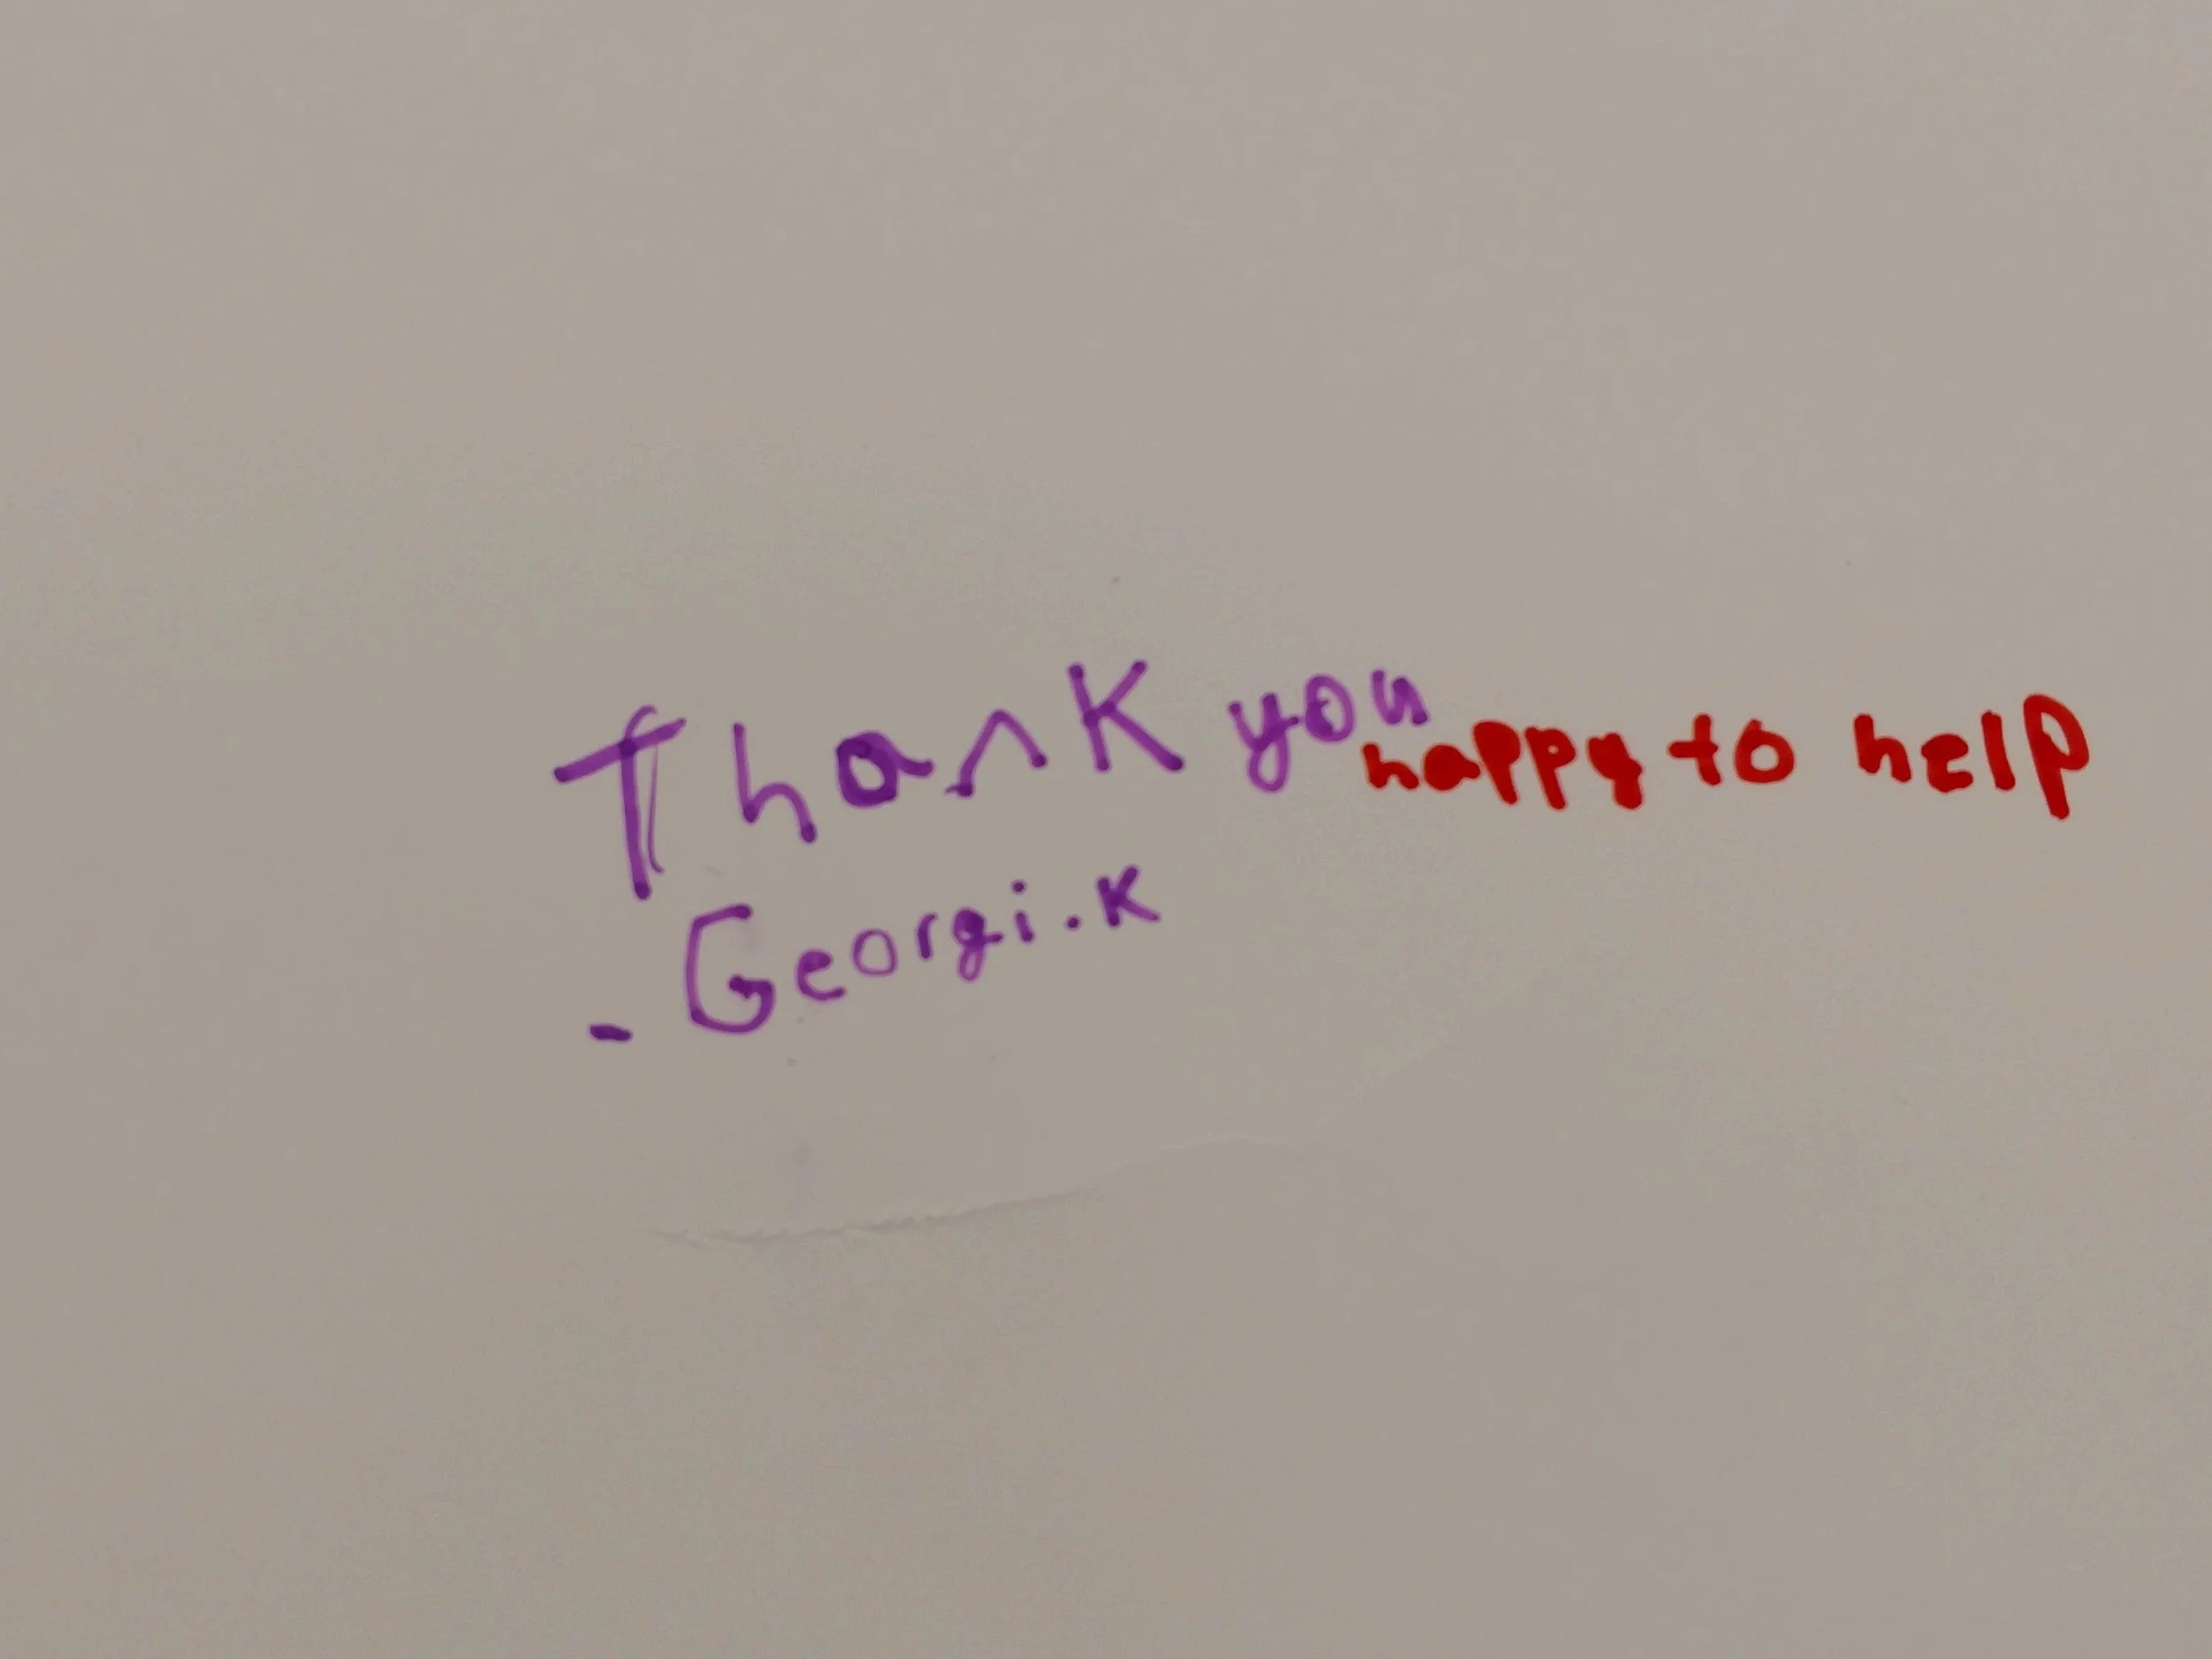 Thank you
happy to help
- Georgi.K